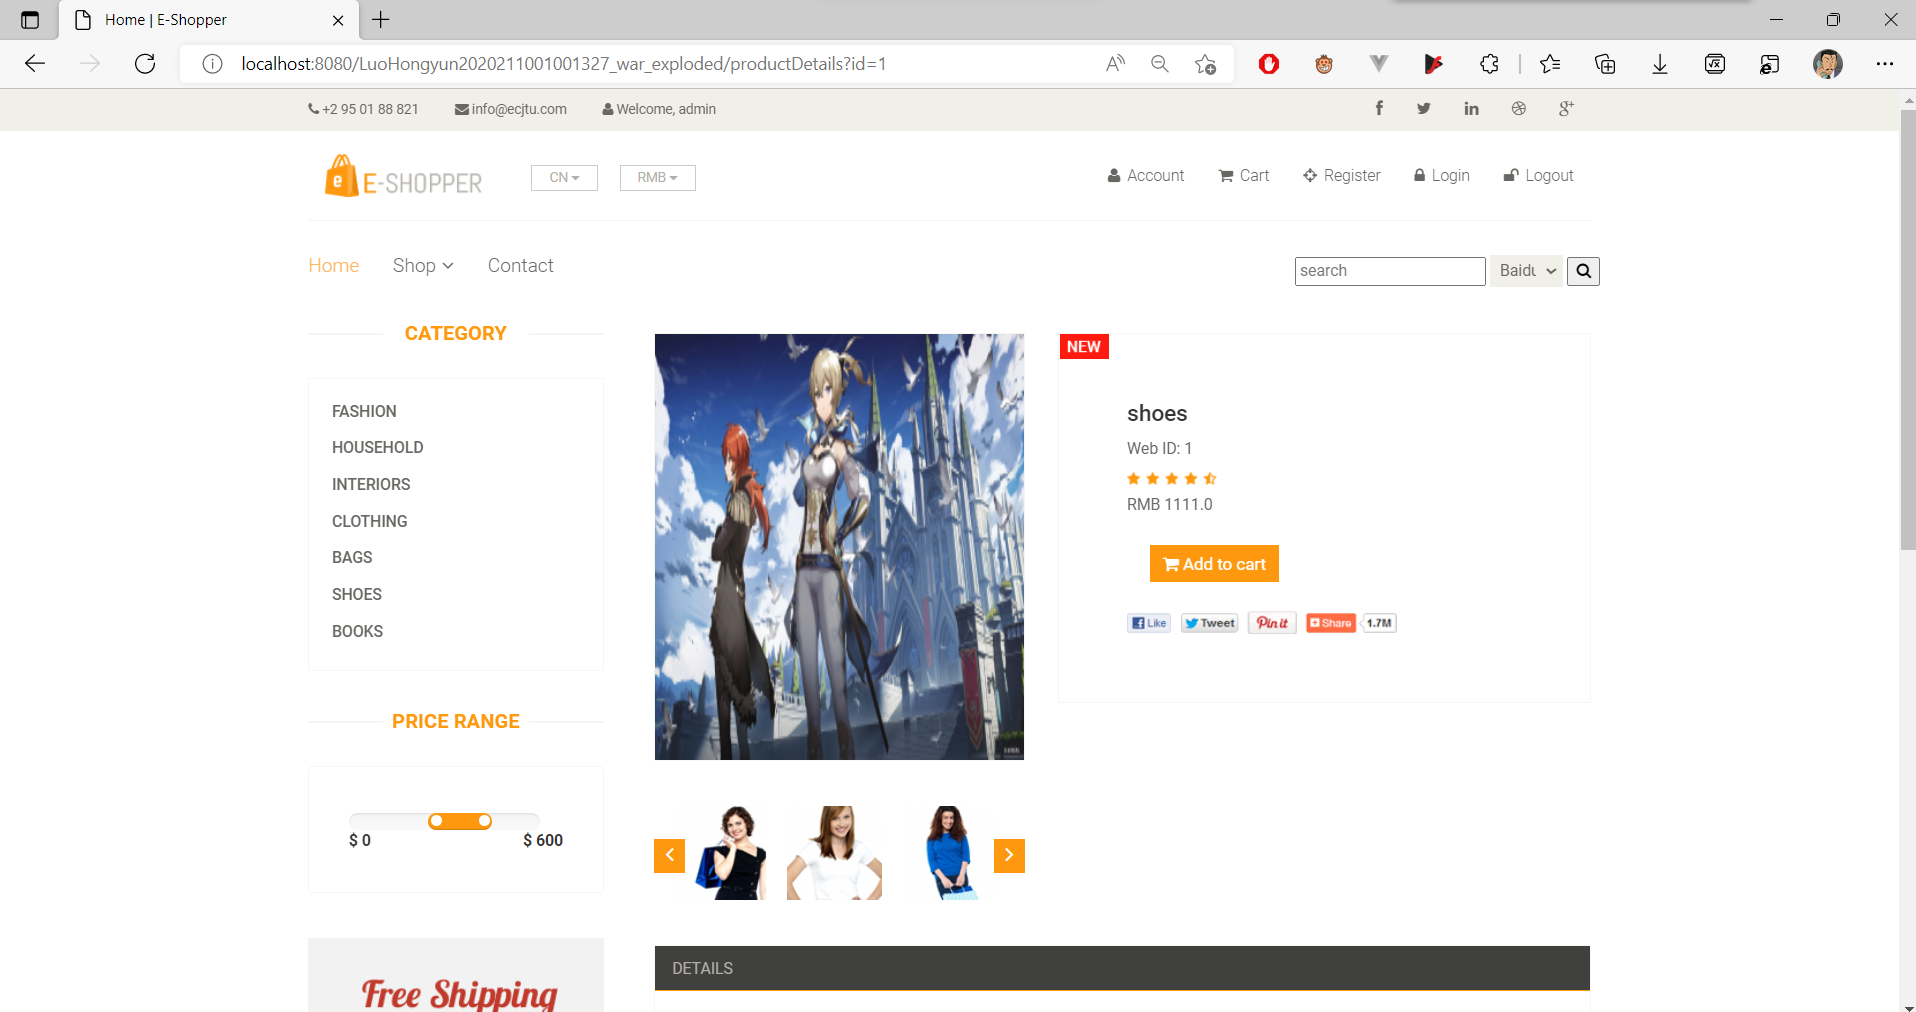 Home | E-Shopper
localhost:8080/LuoHongyun2020211001001327_war_exploded/productDetails?id=1
+2 95 01 88 821 info@ecjtu.com Welcome, admin
E-SHOPPER CN RMB Account Cart Register Login Logout
Home Shop Contact search Baidu
CATEGORY
FASHION
HOUSEHOLD
INTERIORS
CLOTHING
BAGS
SHOES
BOOKS
PRICE RANGE
$ 0 $ 600
Free Shipping
NEW
shoes
Web ID: 1
RMB 1111.0
Add to cart
Like Tweet Pin it Share 1.7M
DETAILS